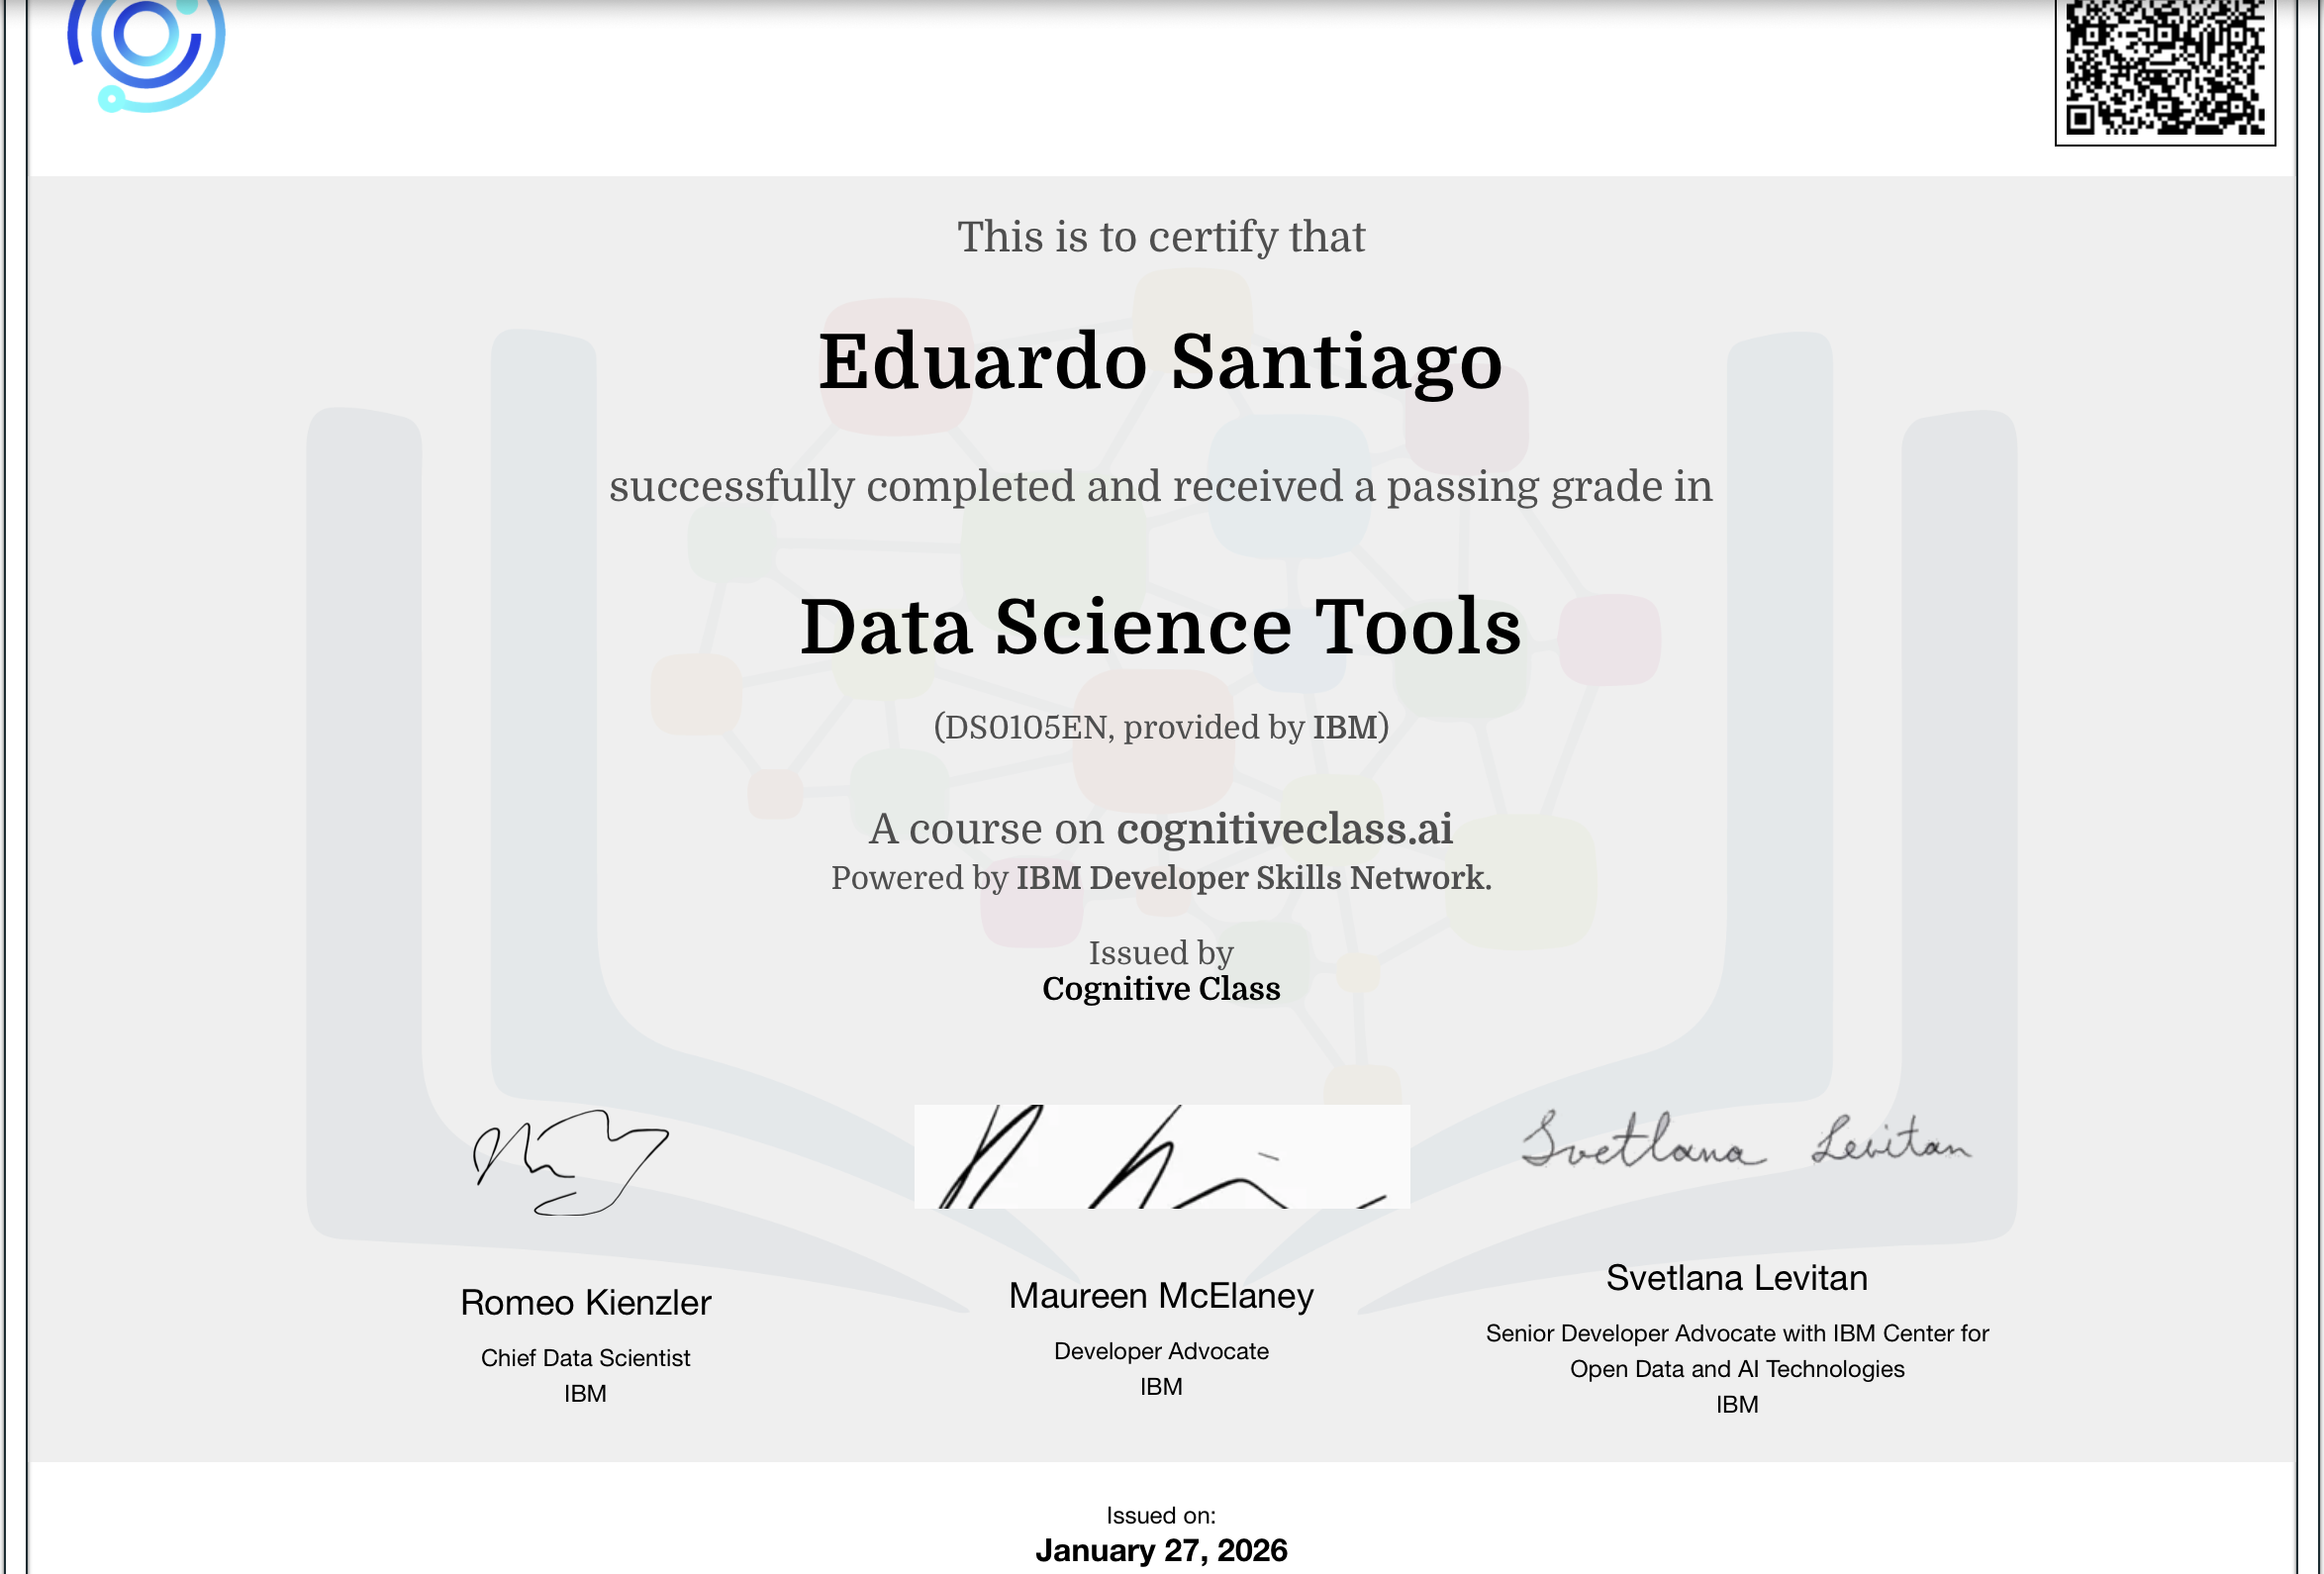 This is to certify that
Eduardo Santiago
successfully completed and received a passing grade in
Data Science Tools
(DS0105EN, provided by IBM)
A course on cognitiveclass.ai
Powered by IBM Developer Skills Network.
Issued by
Cognitive Class
Svetlana Levitan
Romeo Kienzler
Chief Data Scientist
IBM
Maureen McElaney
Developer Advocate
IBM
Svetlana Levitan
Senior Developer Advocate with IBM Center for
Open Data and AI Technologies
IBM
Issued on:
January 27, 2026